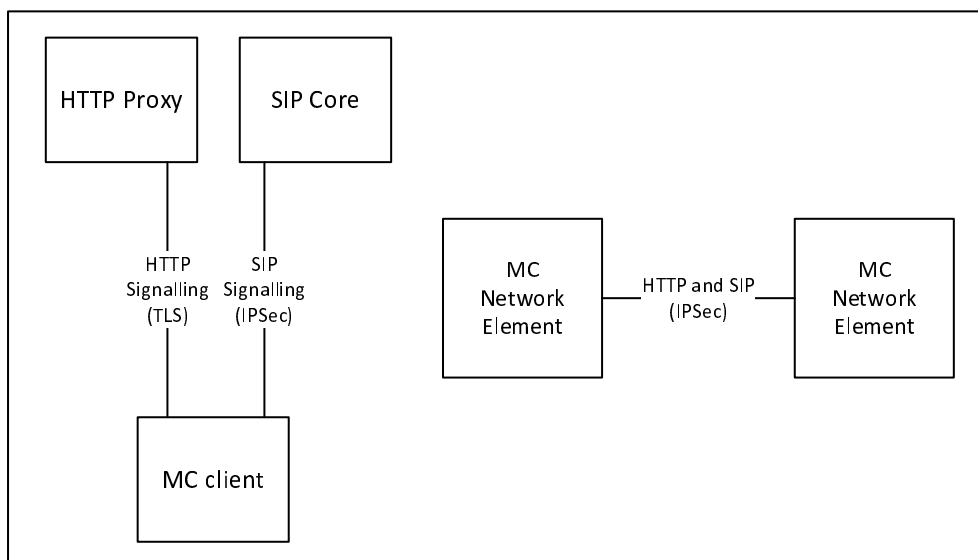 HTTP Proxy
SIP Core
HTTP
Signalling
(TLS)
SIP
Signalling
(IPSec)
MC client
MC
Network
Element
HTTP and SIP
(IPSec)
MC
Network
Element